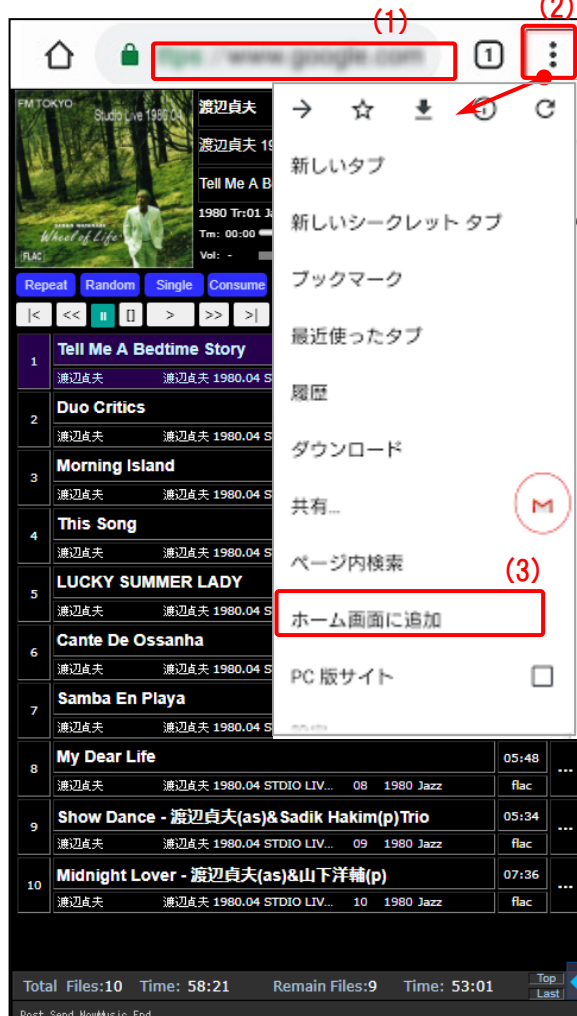 (1)
(2)
1
FM TOKYO
Studio Live 1980.04
Wheel of Life
[FLAC]
渡辺貞夫
渡辺貞夫 19
Tell Me A B
1980 Tr:01 Ja
Tm: 00:00
Vol: -
Repeat Random Single Consume
|< << II [] > >> >|
新しいタブ
新しいシークレット タブ
ブックマーク
最近使ったタブ
履歴
ダウンロード
共有...
ページ内検索
(3)
ホーム画面に追加
PC 版サイト
1 Tell Me A Bedtime Story
渡辺貞夫 渡辺貞夫 1980.04 S
2 Duo Critics
渡辺貞夫 渡辺貞夫 1980.04 S
3 Morning Island
渡辺貞夫 渡辺貞夫 1980.04 S
4 This Song
渡辺貞夫 渡辺貞夫 1980.04 S
5 LUCKY SUMMER LADY
渡辺貞夫 渡辺貞夫 1980.04 S
6 Cante De Ossanha
渡辺貞夫 渡辺貞夫 1980.04 S
7 Samba En Playa
渡辺貞夫 渡辺貞夫 1980.04 S
8 My Dear Life 05:48 ...
渡辺貞夫 渡辺貞夫 1980.04 STDIO LIV... 08 1980 Jazz flac
9 Show Dance - 渡辺貞夫(as)&Sadik Hakim(p)Trio 05:34 ...
渡辺貞夫 渡辺貞夫 1980.04 STDIO LIV... 09 1980 Jazz flac
10 Midnight Lover - 渡辺貞夫(as)&山下洋輔(p) 07:36 ...
渡辺貞夫 渡辺貞夫 1980.04 STDIO LIV... 10 1980 Jazz flac
Total Files:10 Time: 58:21 Remain Files:9 Time: 53:01 Top
Last
Post Send NowMusic End